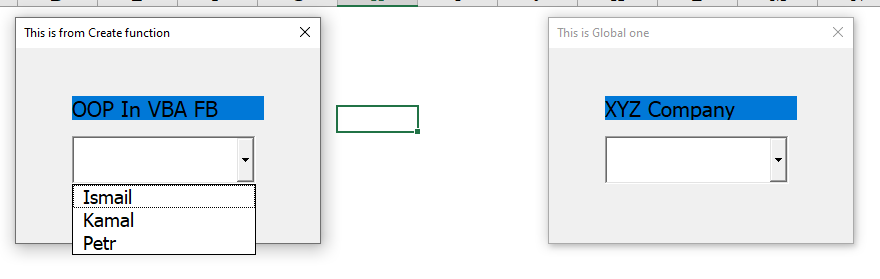 This is from Create function
OOP In VBA FB
Ismail
Kamal
Petr
This is Global one
XYZ Company